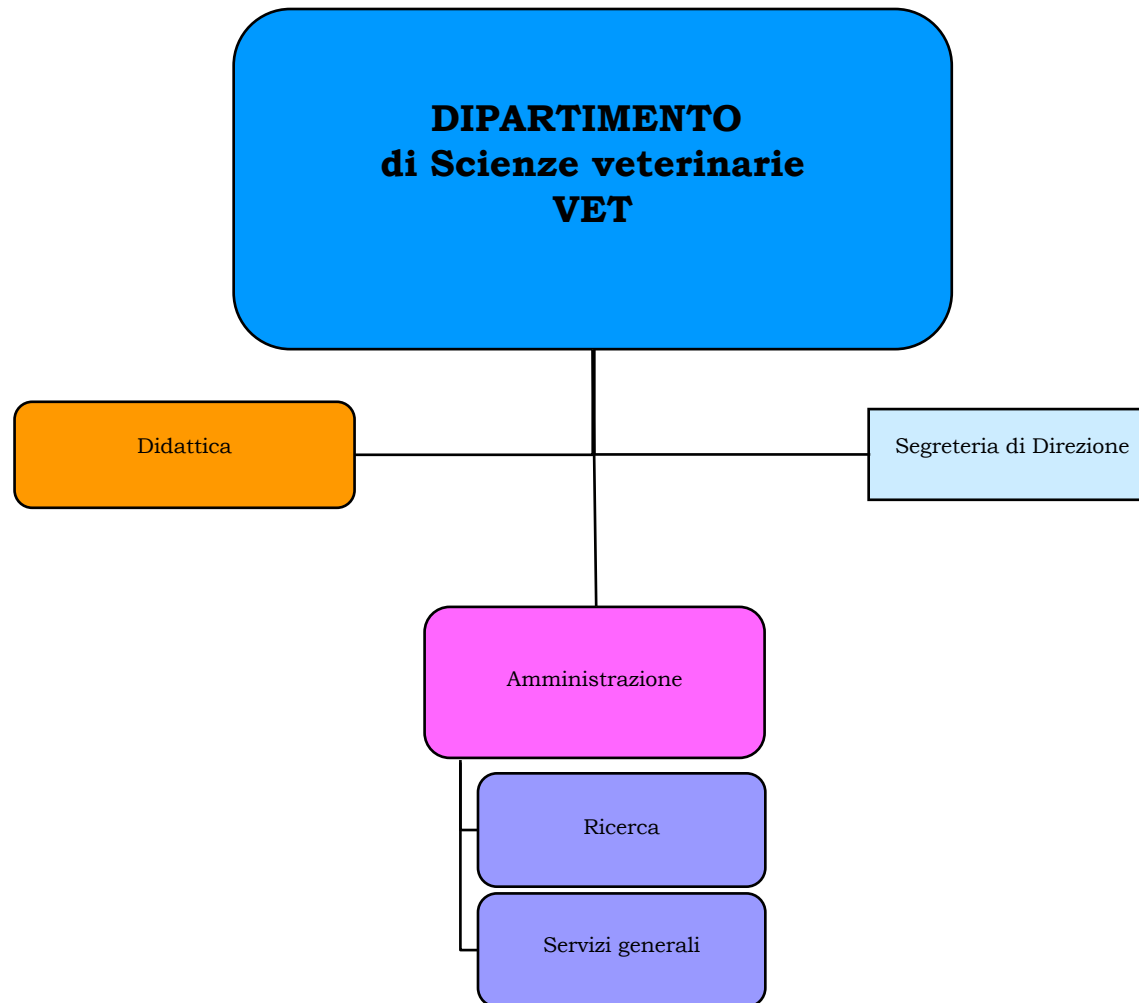 DIPARTIMENTO
di Scienze veterinarie
VET
Didattica
Segreteria di Direzione
Amministrazione
Ricerca
Servizi generali